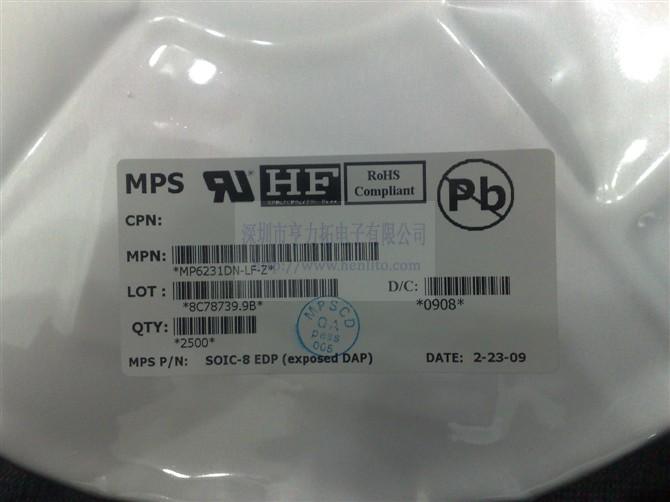 MPS RU HF RoHS Compliant Pb
CPN:
深圳市亨力拓电子有限公司
MPN:
*MP6231DN-LF-Z*
http://www.henlito.com
LOT : D/C:
*8C78739.9B* *0908*
MPSCD
QA
pass
005
QTY:
*2500*
MPS P/N: SOIC-8 EDP (exposed DAP) DATE: 2-23-09